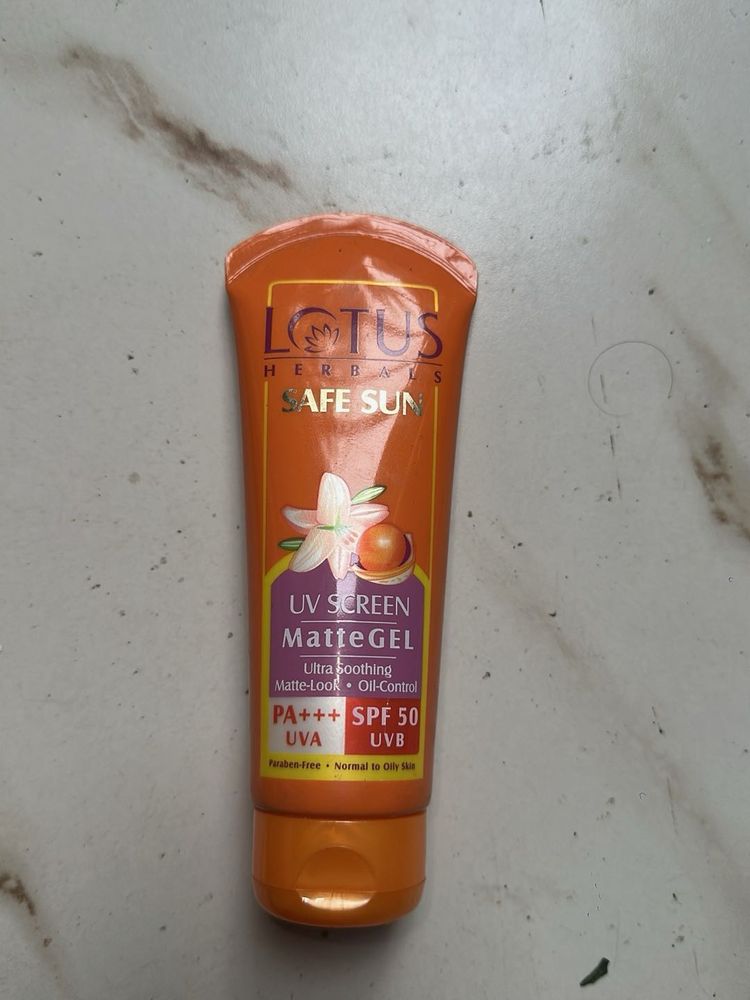 LOTUS
HERBALS
SAFE SUN
UV SCREEN
MatteGEL
Ultra Soothing
Matte-Look • Oil-Control
PA+++ SPF 50
UVA UVB
Paraben-Free • Normal to Oily Skin